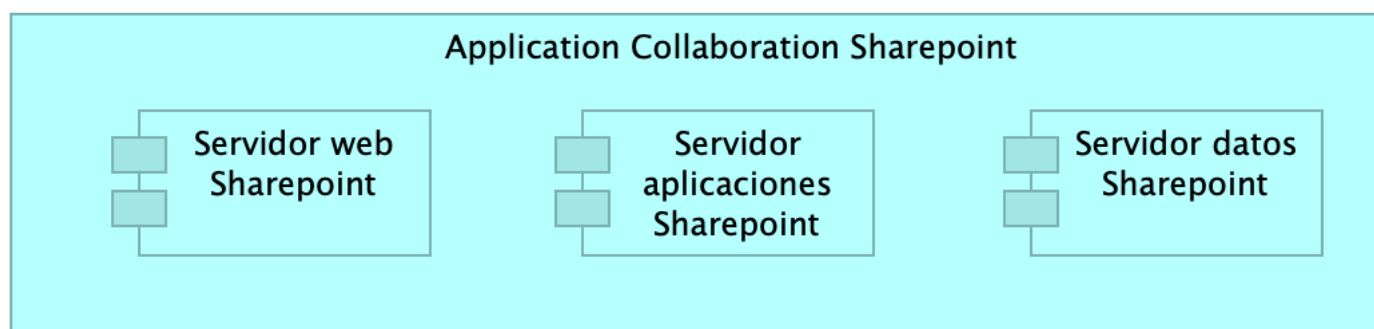 Application Collaboration Sharepoint
Servidor web
Sharepoint
Servidor
aplicaciones
Sharepoint
Servidor datos
Sharepoint